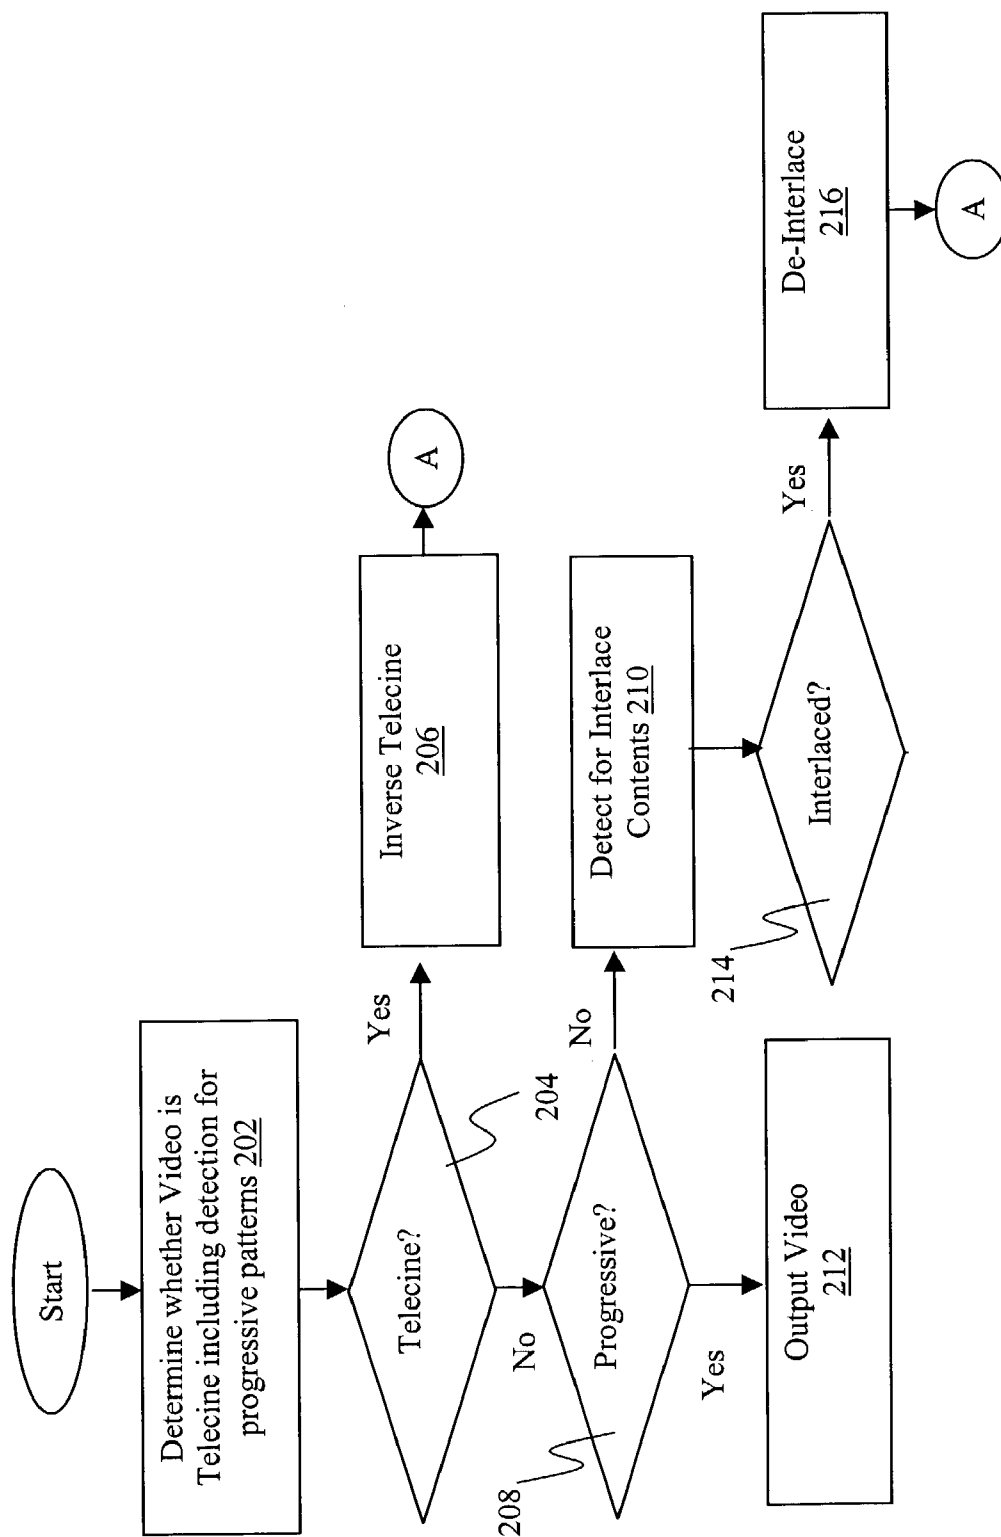 Start
Determine whether Video is
Telecine including detection for
progressive patterns 202
Telecine?
204
Yes
Inverse Telecine
206
A
No
Progressive?
208
No
Detect for Interlace
Contents 210
Yes
Output Video
212
Interlaced?
214
Yes
De-Interlace
216
A